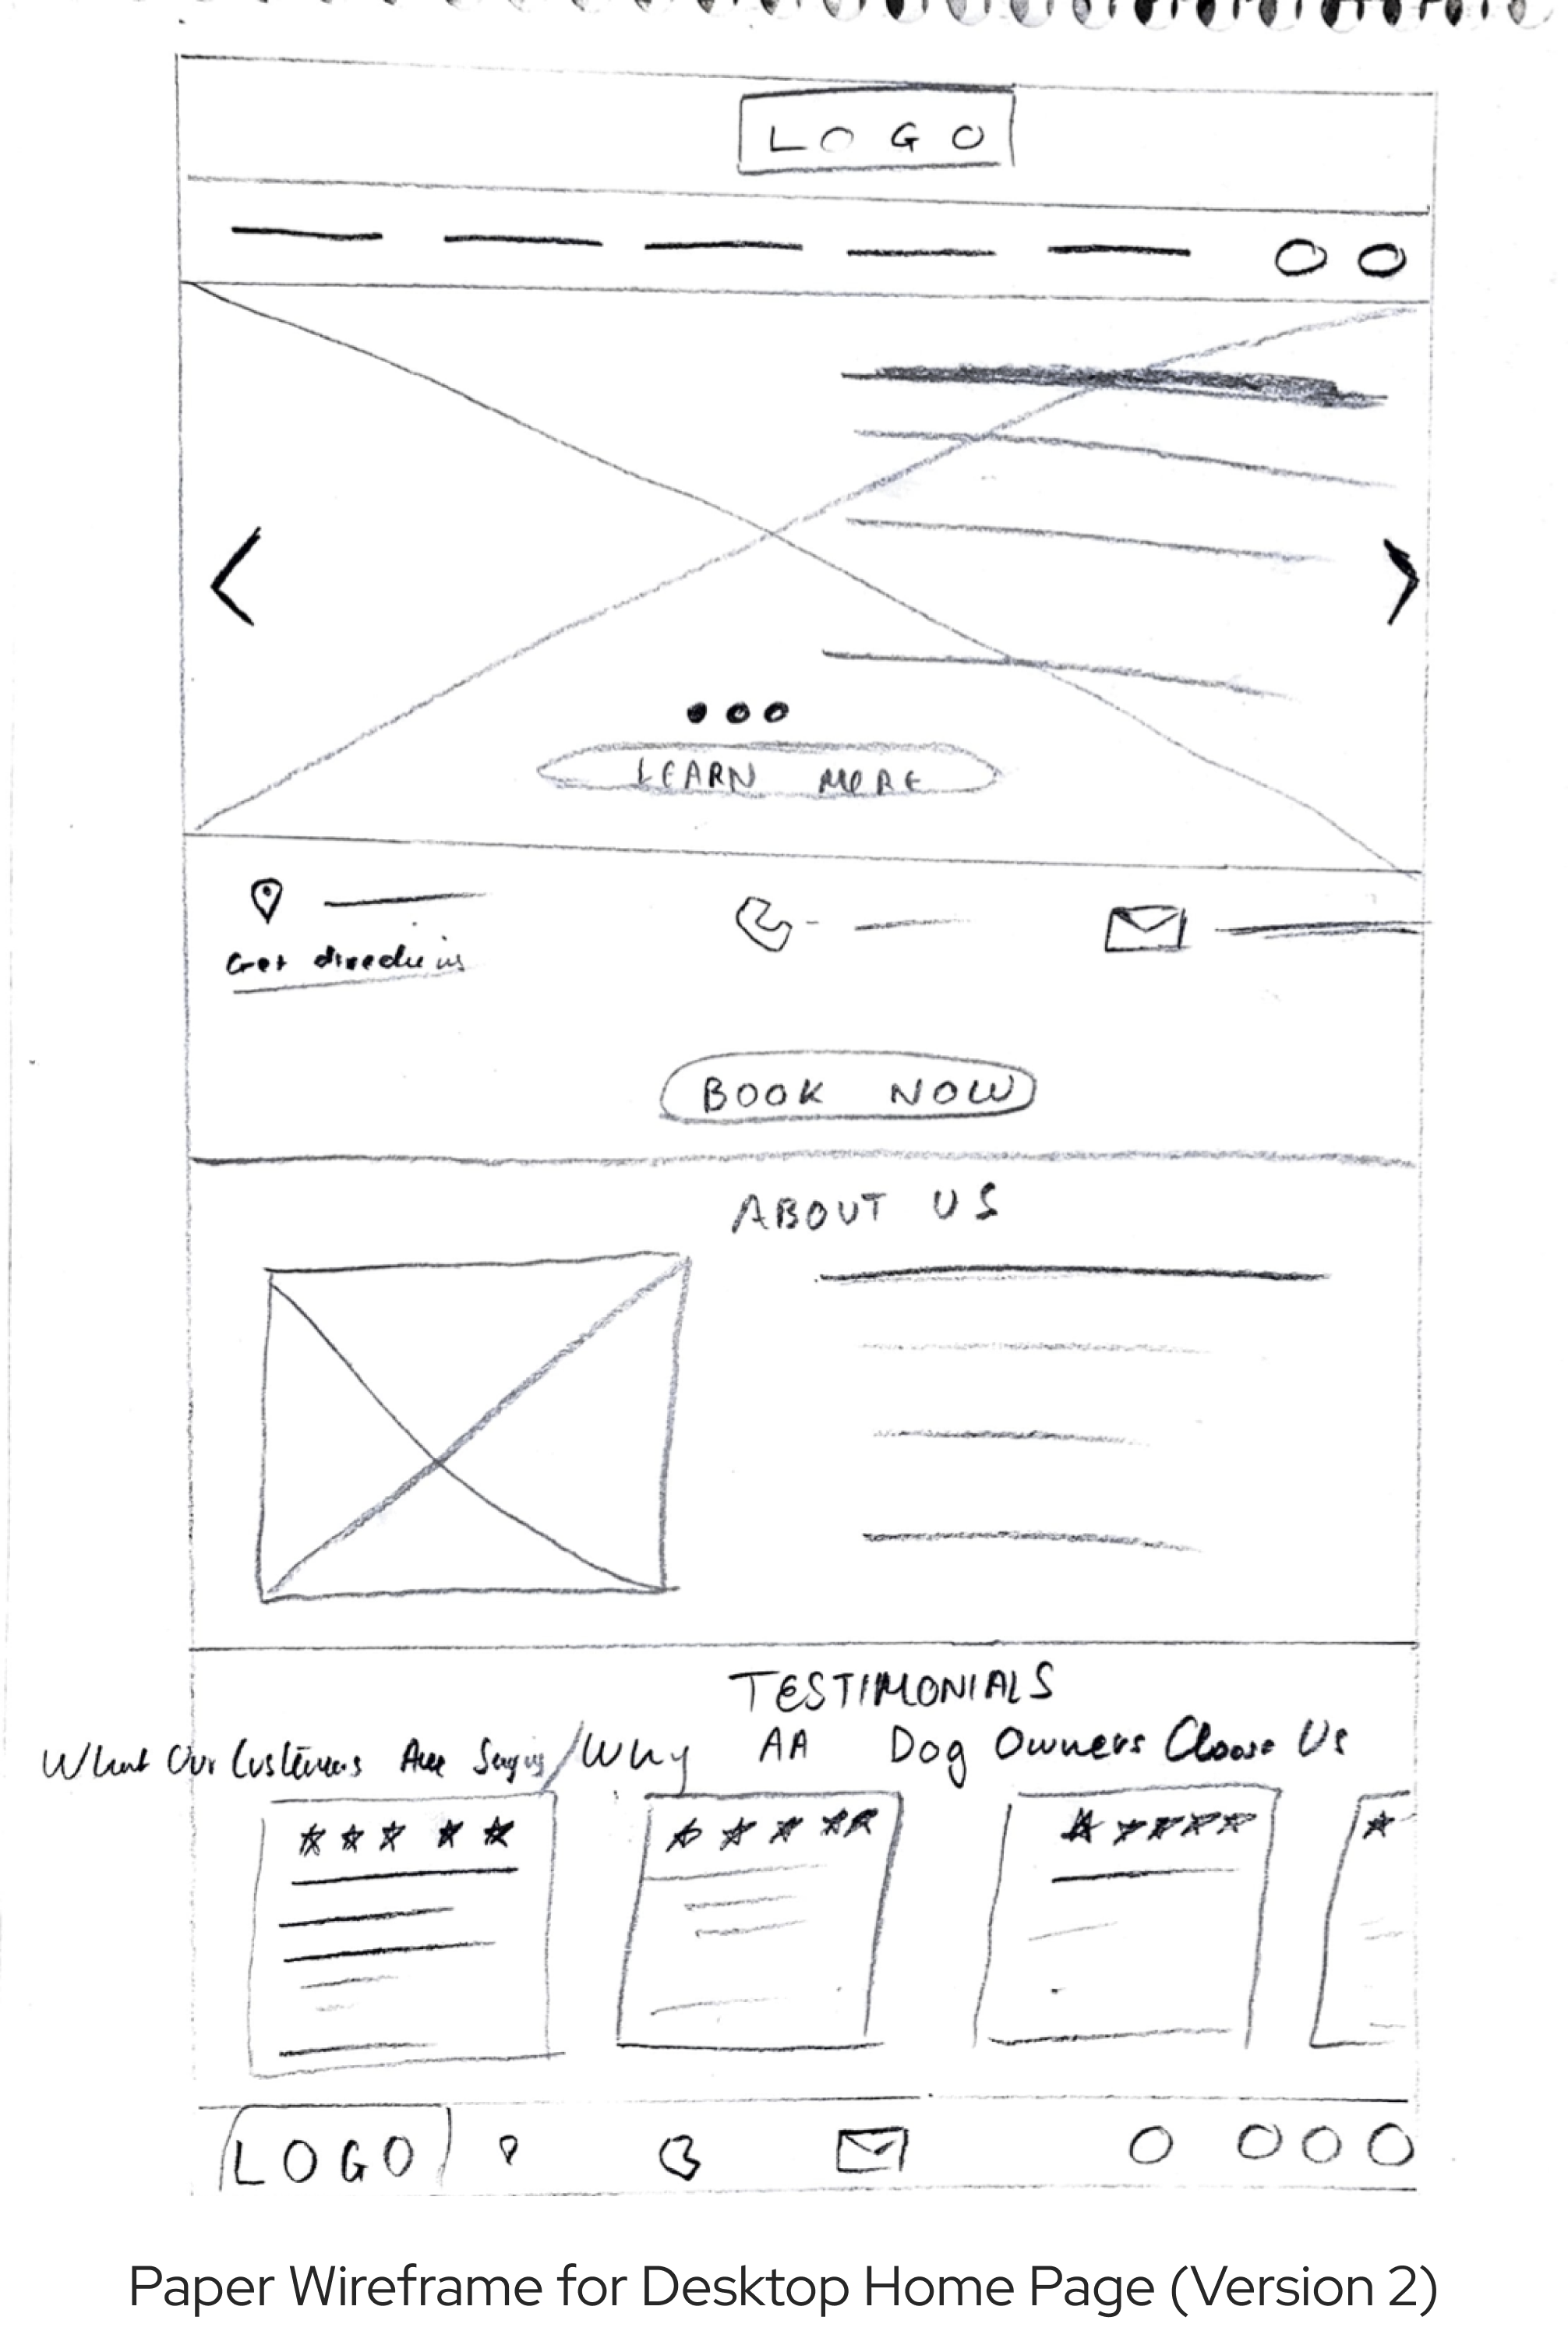 LOGO
LEARN MORE
Get directions
BOOK NOW
ABOUT US
TESTIMONIALS
What Our Customers Are Saying/Why AA Dog Owners Choose Us
LOGO
Paper Wireframe for Desktop Home Page (Version 2)